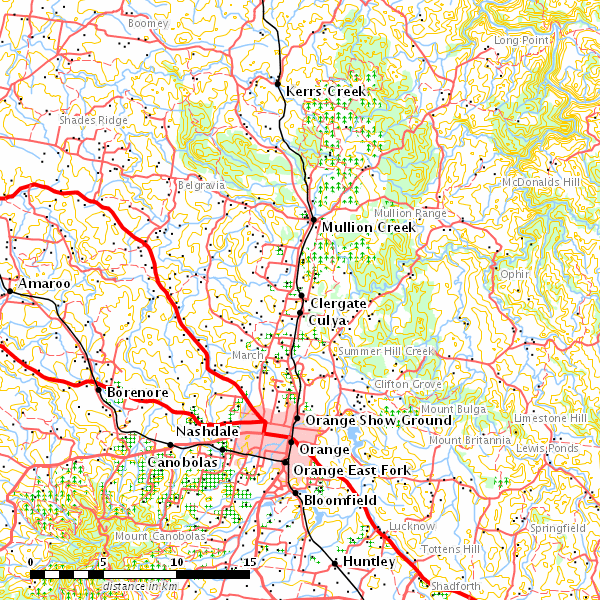 Boomey
Long Point
Kerrs Creek
Shades Ridge
Belgravia
McDonalds Hill
Mullion Range
Mullion Creek
Ophir
Amaroo
Clergate
Culya
March
Summer Hill Creek
Clifton Grove
Borenore
Mount Bulga
Orange Show Ground
Limestone Hill
Nashdale
Mount Britannia
Orange
Lewis Ponds
Canobolas
Orange East Fork
Bloomfield
Lucknow
Springfield
Mount Canobolas
Tottens Hill
Huntley
0 5 10 15
distance in km
Shadforth